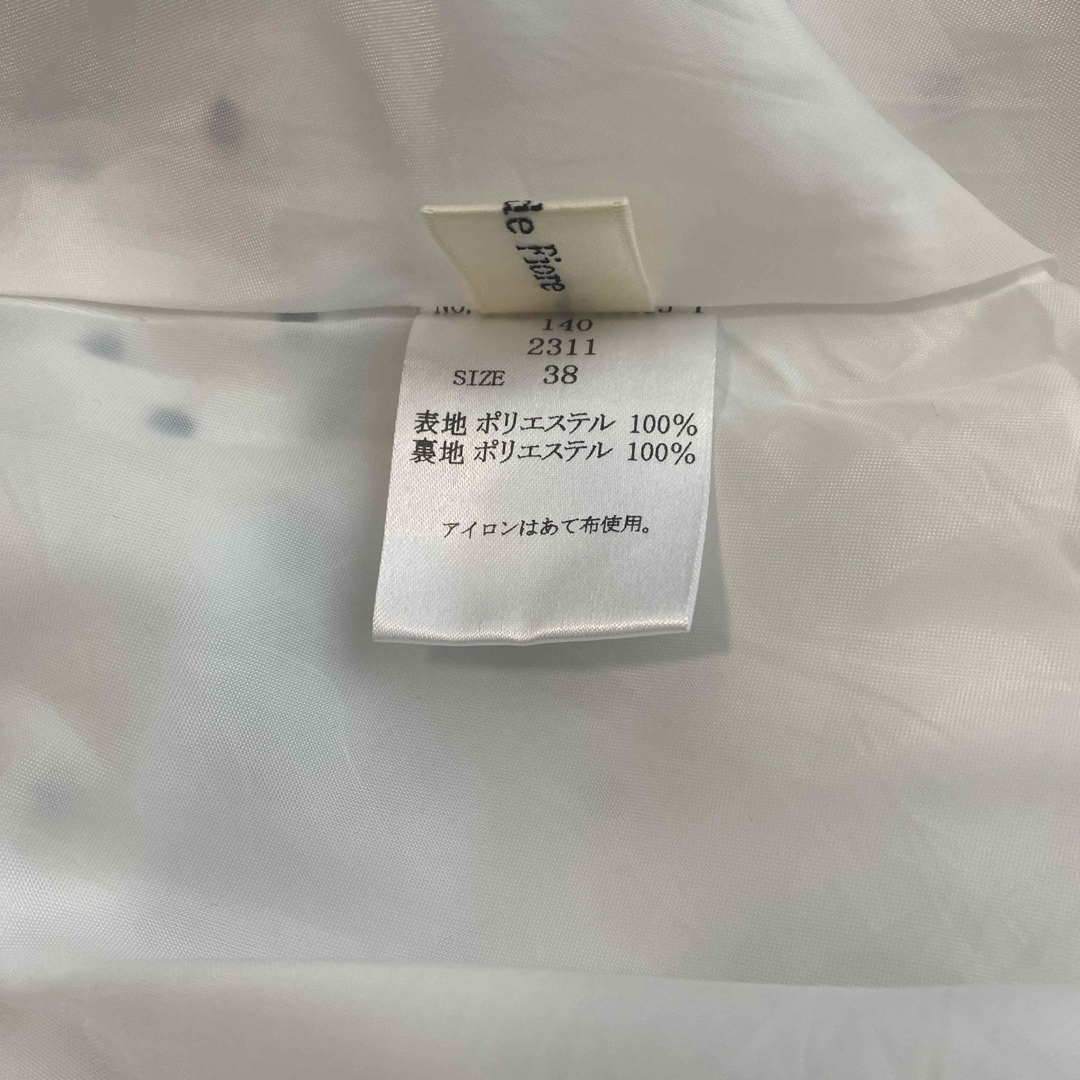 de Fiore
NO.
140
2311
SIZE 38
表地 ポリエステル 100%
裏地 ポリエステル 100%
アイロンはあて布使用。